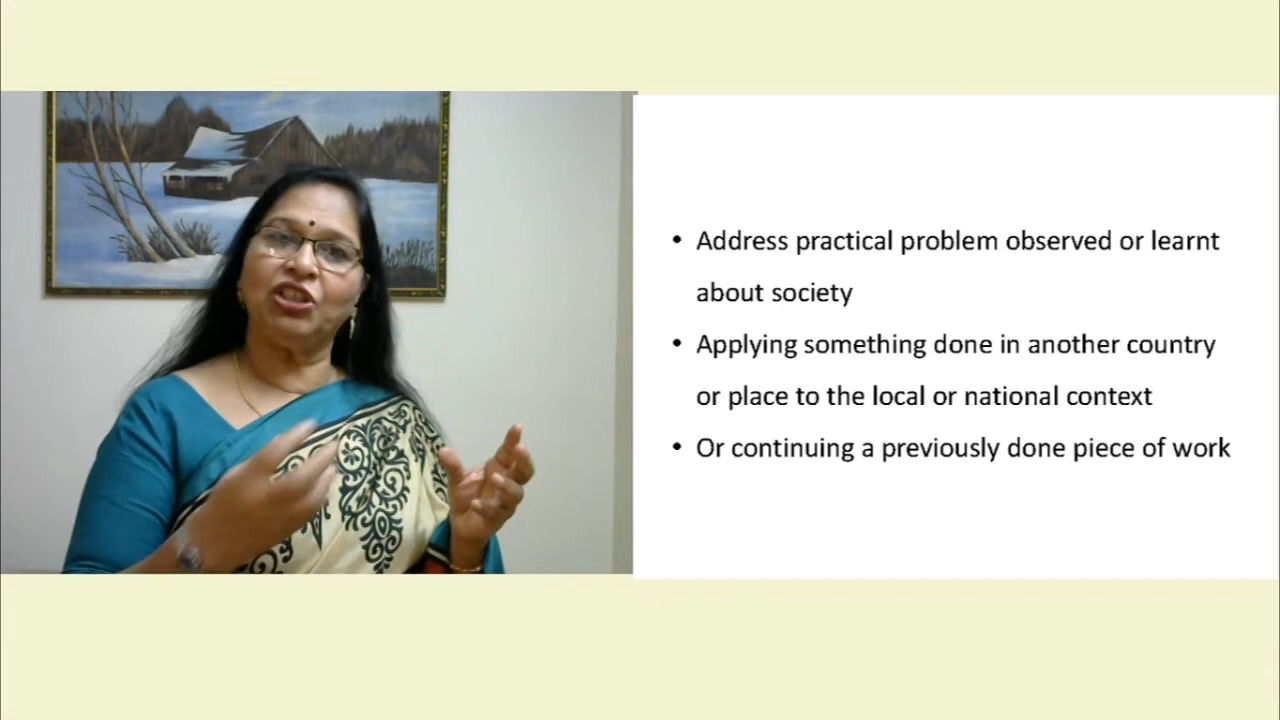 • Address practical problem observed or learnt
about society
• Applying something done in another country
or place to the local or national context
• Or continuing a previously done piece of work